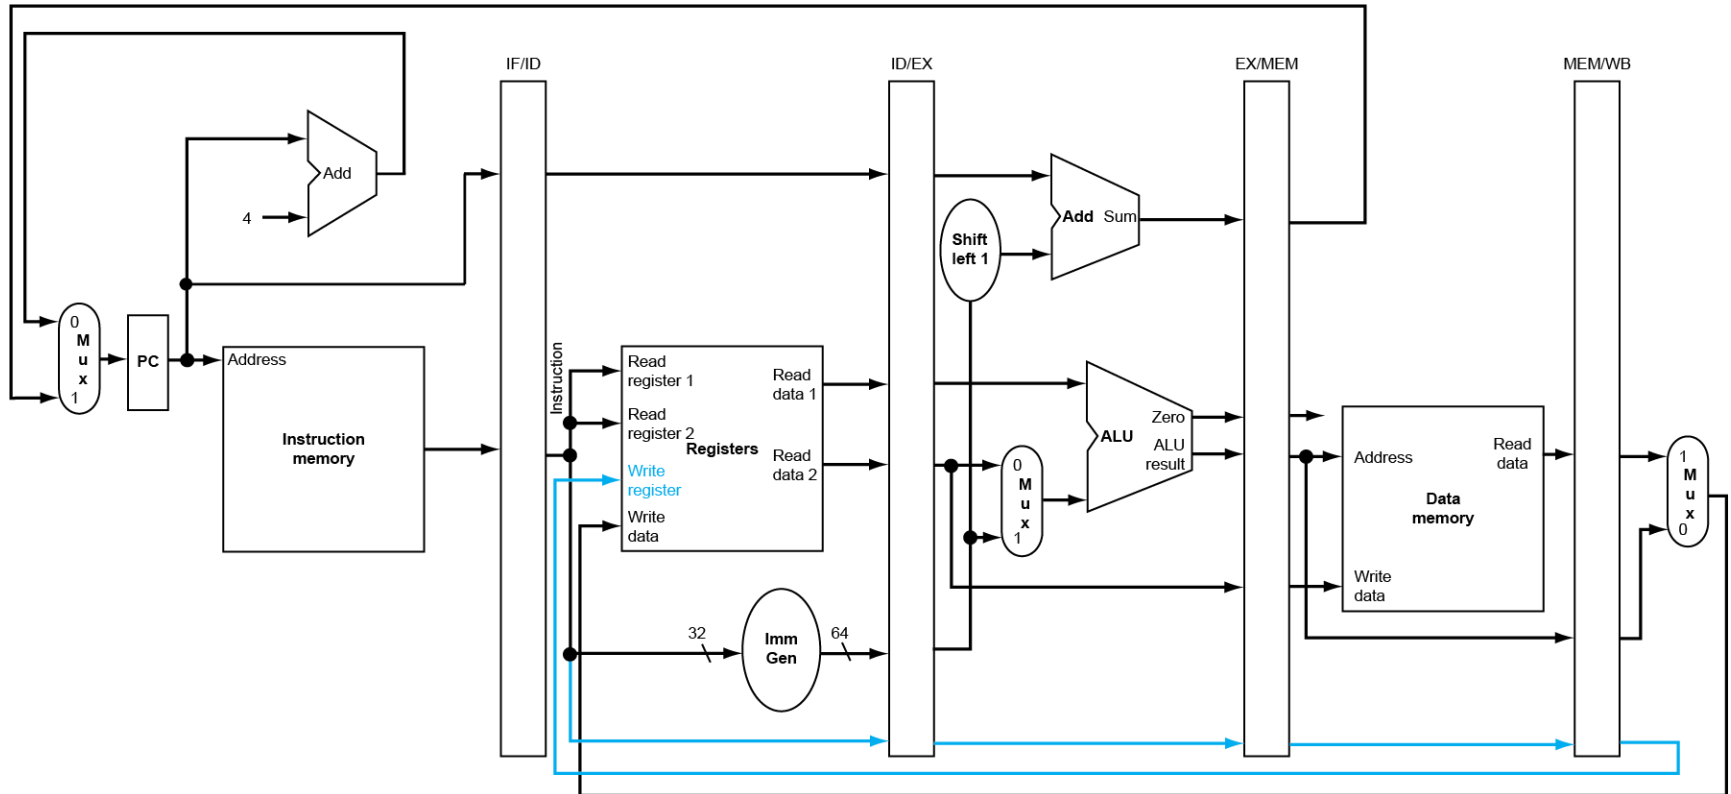 IF/ID
ID/EX
EX/MEM
MEM/WB
Add
4
Add Sum
Shift
left 1
0
M
u
x
1
PC
Address
Instruction
memory
Instruction
Read
register 1
Read
register 2
Write
register
Write
data
Registers
Read
data 1
Read
data 2
32
Imm
Gen
64
0
M
u
x
1
ALU
Zero
ALU
result
Address
Write
data
Data
memory
Read
data
1
M
u
x
0